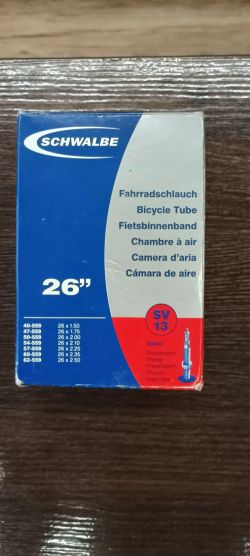 SCHWALBE
Fahrradschlauch
Bicycle Tube
Fietsbinnenband
Chambre à air
Camera d'aria
Cámara de aire
26"
SV
13
40-559 26 x 1.50
47-559 26 x 1.75
50-559 26 x 2.00
54-559 26 x 2.10
57-559 26 x 2.25
60-559 26 x 2.35
62-559 26 x 2.50